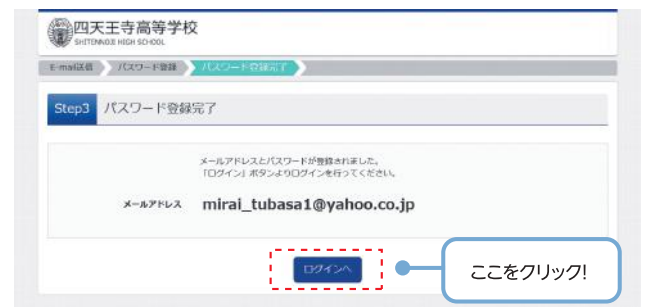 四天王寺高等学校
SHITENNOJI HIGH SCHOOL
E-mail送信 パスワード登録 パスワード登録完了
Step3 パスワード登録完了
メールアドレスとパスワードが登録されました。
「ログイン」ボタンよりログインを行ってください。
メールアドレス mirai_tubasa1@yahoo.co.jp
ログインへ
ここをクリック!